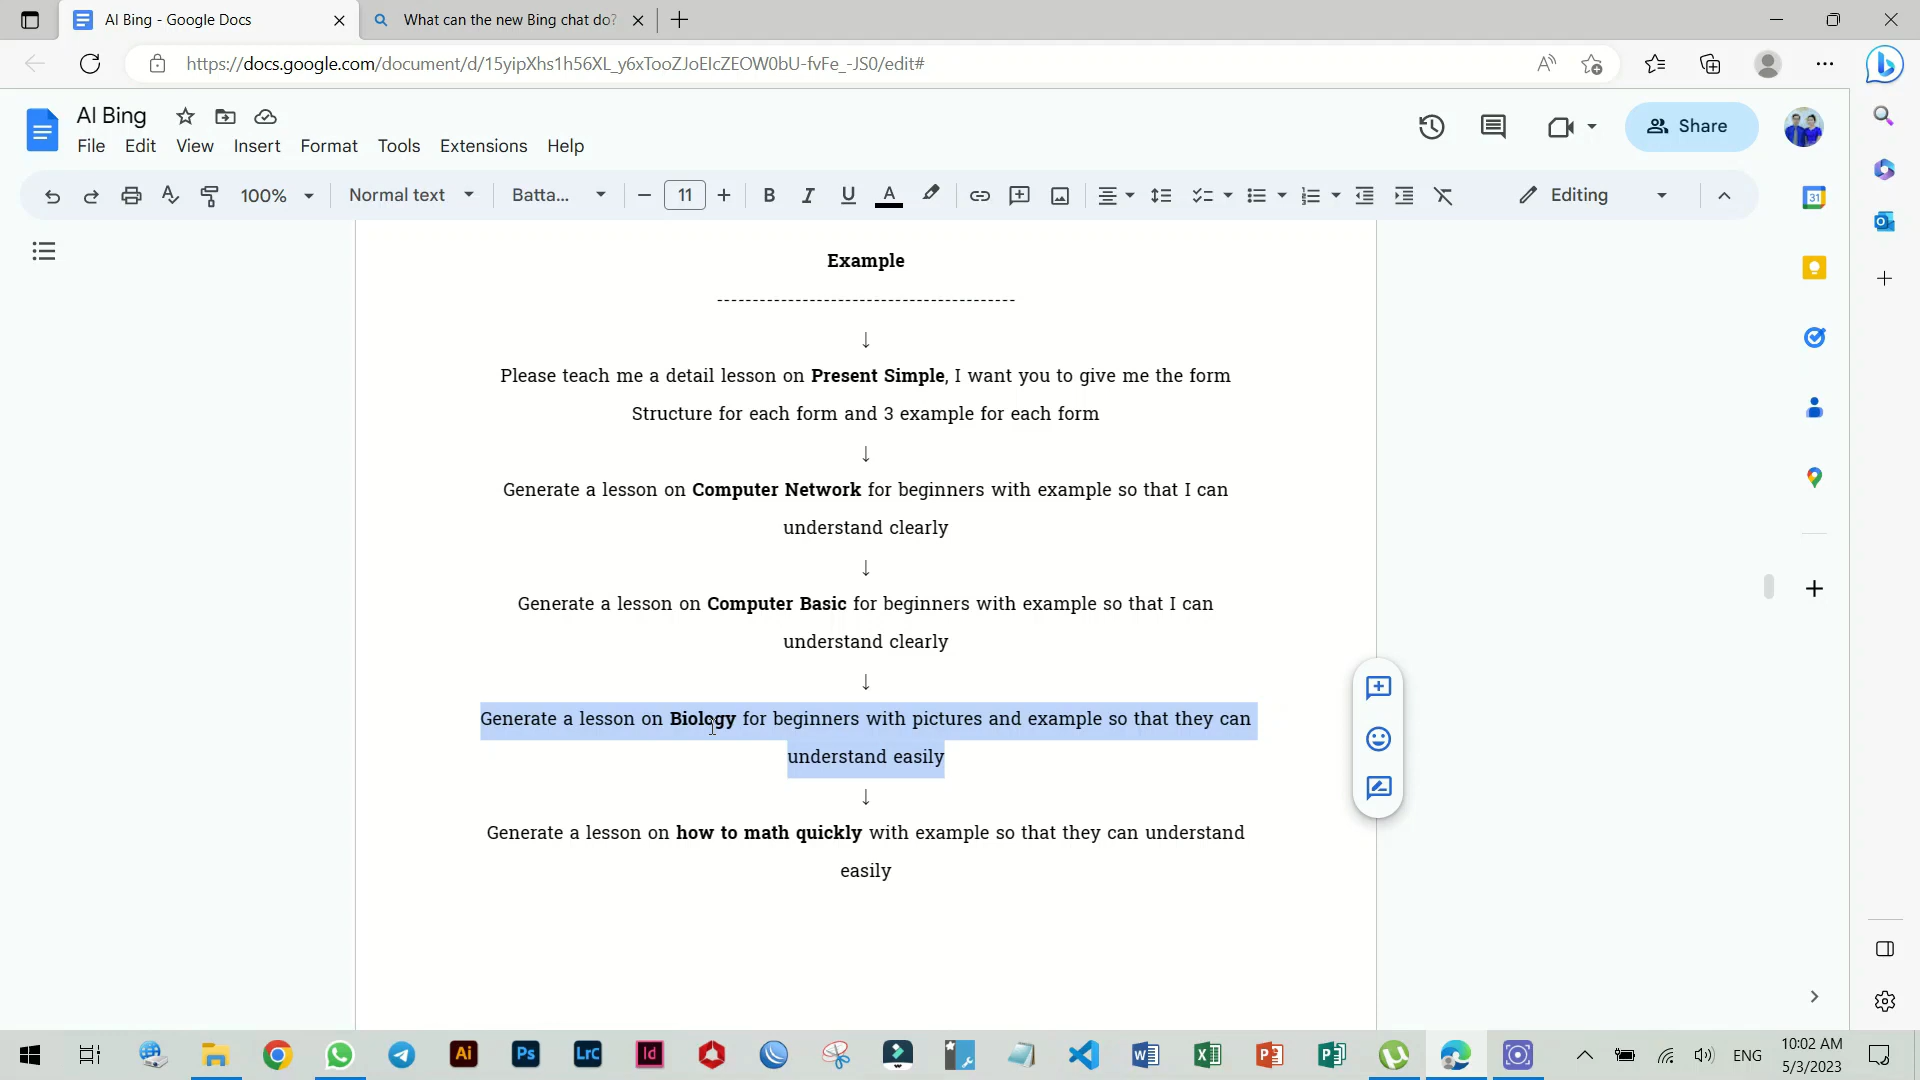 AI Bing - Google Docs
What can the new Bing chat do?
https://docs.google.com/document/d/15yipXhs1h56XL_y6xTooZJoEIcZEOW0bU-fvFe_-JS0/edit#
AI Bing
File Edit View Insert Format Tools Extensions Help
Share
100% Normal text Batta... 11 Editing
Example
------------------------------------------
↓
Please teach me a detail lesson on Present Simple, I want you to give me the form
Structure for each form and 3 example for each form
↓
Generate a lesson on Computer Network for beginners with example so that I can
understand clearly
↓
Generate a lesson on Computer Basic for beginners with example so that I can
understand clearly
↓
Generate a lesson on Biology for beginners with pictures and example so that they can
understand easily
↓
Generate a lesson on how to math quickly with example so that they can understand
easily
31
Ai Ps LrC Id
ENG
10:02 AM
5/3/2023